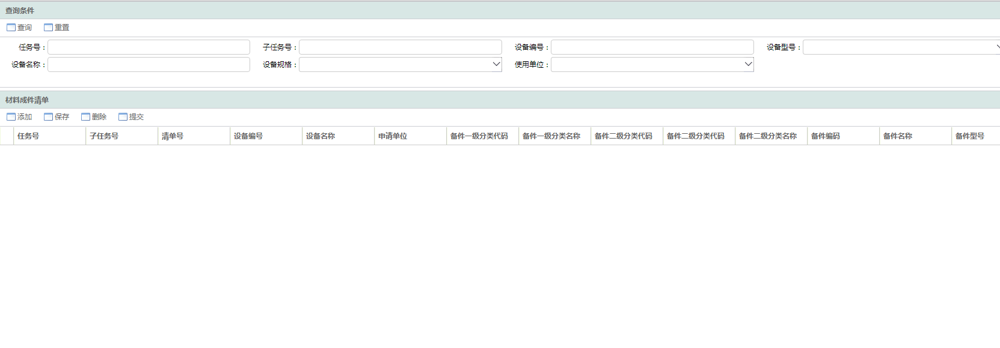 查询条件
查询 重置
任务号： 子任务号： 设备编号： 设备型号：
设备名称： 设备规格： 使用单位：
材料成件清单
添加 保存 删除 提交
任务号 子任务号 清单号 设备编号 设备名称 申请单位 备件一级分类代码 备件一级分类名称 备件二级分类代码 备件二级分类代码 备件二级分类名称 备件编码 备件名称 备件型号